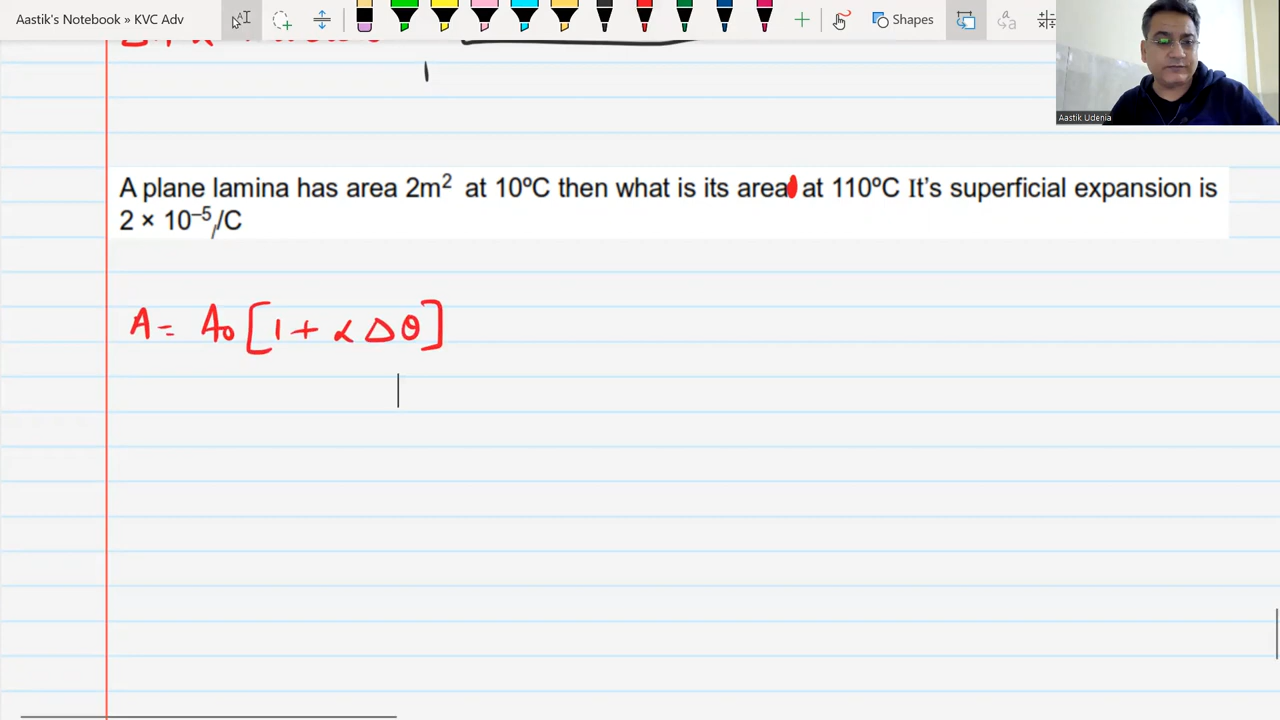 Aastik's Notebook » KVC Adv
Shapes
Aastik Udenia
A plane lamina has area 2m² at 10ºC then what is its area at 110ºC It’s superficial expansion is
2 × 10⁻⁵/C
A = A₀ [1 + α Δθ]